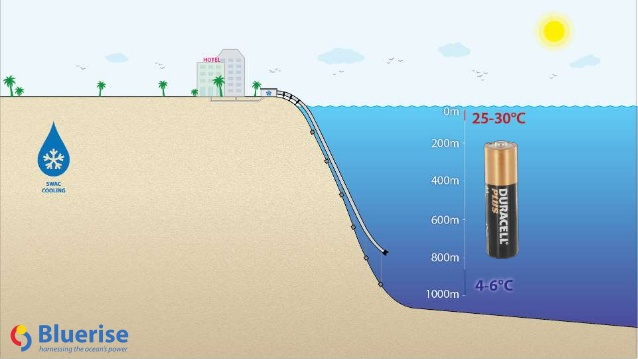 HOTEL
0m
25-30°C
200m
400m
600m
800m
1000m
4-6°C
DURACELL
PLUS
SWAC
COOLING
Bluerise
harnessing the ocean's power